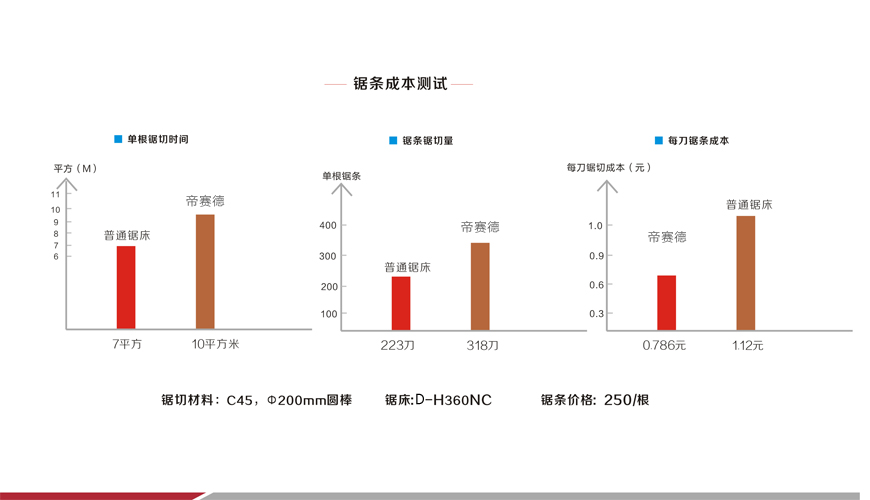 锯条成本测试
单根锯切时间
平方（M）
11
10
9
8
7
6
普通锯床
帝赛德
7平方
10平方米
锯条锯切量
单根锯条
400
300
200
100
普通锯床
帝赛德
223刀
318刀
每刀锯条成本
每刀锯切成本（元）
1.0
0.9
0.6
0.3
帝赛德
普通锯床
0.786元
1.12元
锯切材料：C45，Φ200mm圆棒 锯床:D-H360NC 锯条价格: 250/根